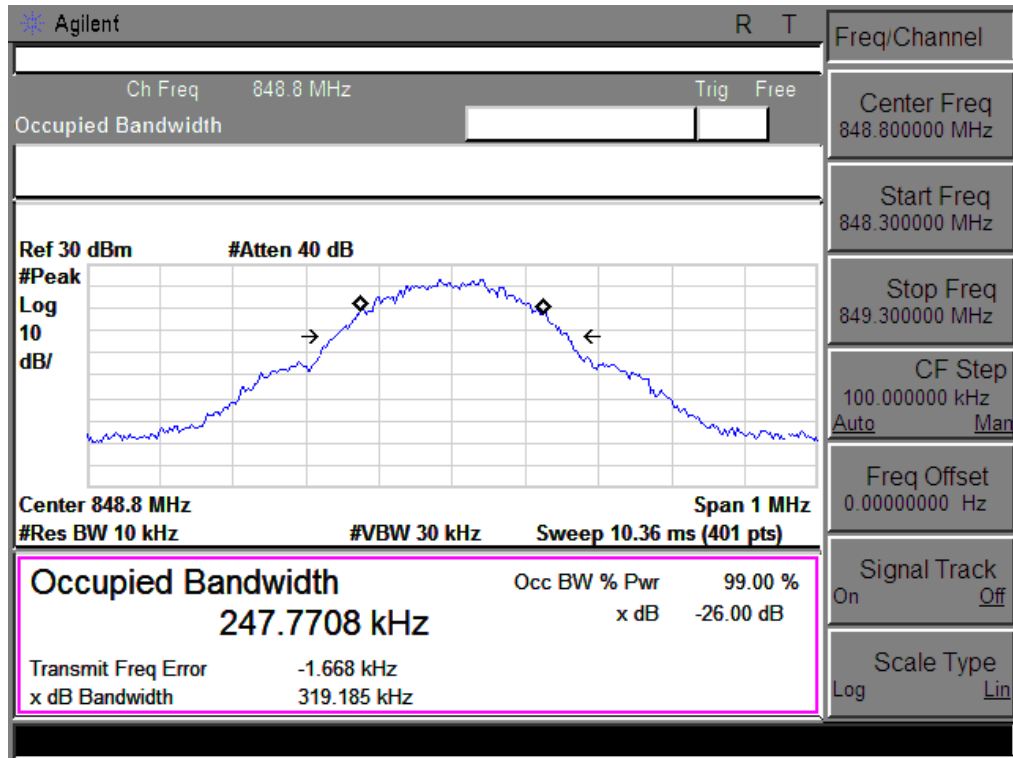 Agilent R T
Ch Freq 848.8 MHz Trig Free
Occupied Bandwidth
Ref 30 dBm #Atten 40 dB
#Peak
Log
10
dB/
Center 848.8 MHz Span 1 MHz
#Res BW 10 kHz #VBW 30 kHz Sweep 10.36 ms (401 pts)
Occupied Bandwidth
247.7708 kHz
Occ BW % Pwr 99.00 %
x dB -26.00 dB
Transmit Freq Error -1.668 kHz
x dB Bandwidth 319.185 kHz
Freq/Channel
Center Freq
848.800000 MHz
Start Freq
848.300000 MHz
Stop Freq
849.300000 MHz
CF Step
100.000000 kHz
Auto Man
Freq Offset
0.00000000 Hz
Signal Track
On Off
Scale Type
Log Lin